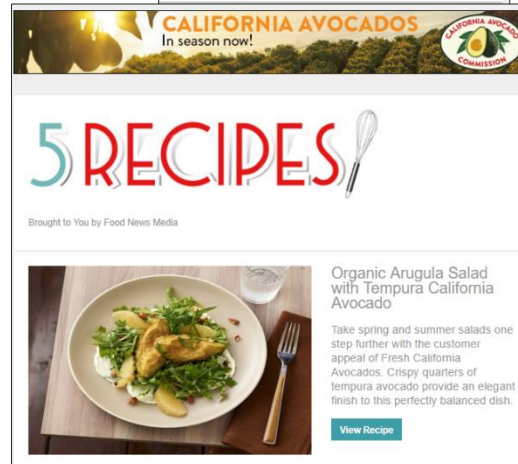 CALIFORNIA AVOCADOS
In season now!
CALIFORNIA AVOCADO
COMMISSION
5 RECIPES
Brought to You by Food News Media
Organic Arugula Salad
with Tempura California
Avocado
Take spring and summer salads one
step further with the customer
appeal of Fresh California
Avocados. Crispy quarters of
tempura avocado provide an elegant
finish to this perfectly balanced dish.
View Recipe